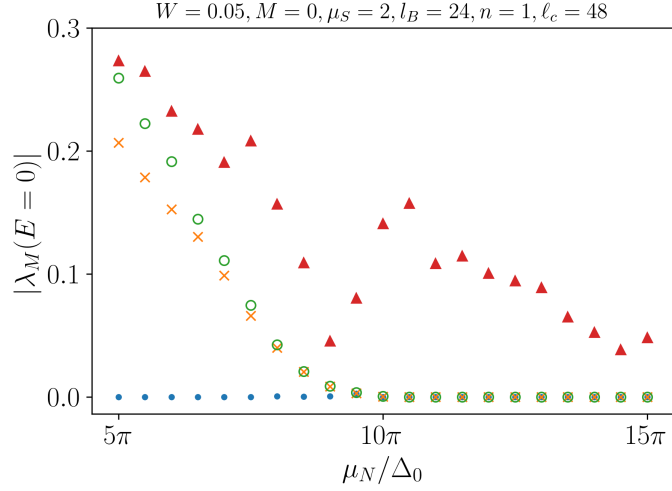 W = 0.05, M = 0, μ_S = 2, l_B = 24, n = 1, ℓ_c = 48
0.3
0.2
0.1
0.0
|λ_M(E = 0)|
5π
10π
15π
μ_N/Δ_0